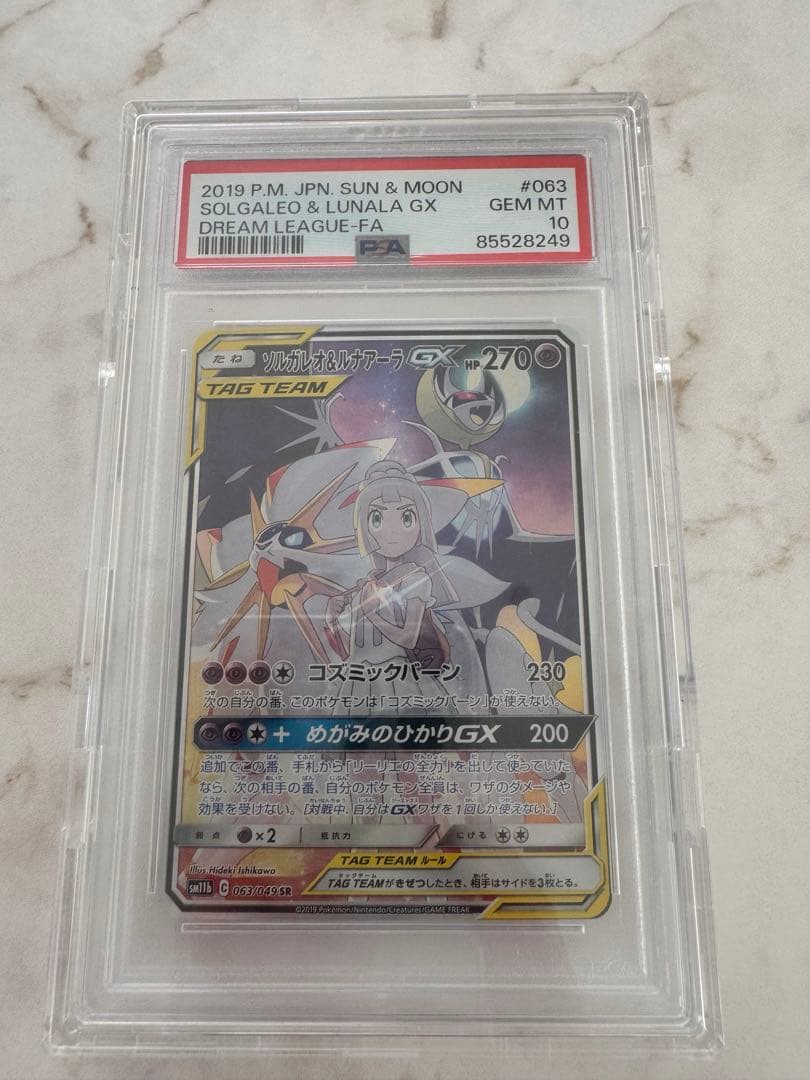 2019 P.M. JPN. SUN & MOON #063
SOLGALEO & LUNALA GX GEM MT
DREAM LEAGUE-FA 10
PSA 85528249
たね ソルガレオ&ルナアーラGX HP270
TAG TEAM
コズミックバーン 230
次の自分の番、このポケモンは「コズミックバーン」が使えない。
+ めがみのひかりGX 200
追加でこの番、手札から「リーリエの全力」を出して使っていた
なら、次の相手の番、自分のポケモン全員は、ワザのダメージや
効果を受けない。[対戦中、自分はGXワザを1回しか使えない。]
弱点 ×2 抵抗力 にげる
Illus. Hideki Ishikawa
TAG TEAM ルール
sm11b C 063/049 SR
TAG TEAMがきぜつしたとき、相手はサイドを3枚とる。
©2019 Pokémon/Nintendo/Creatures/GAME FREAK